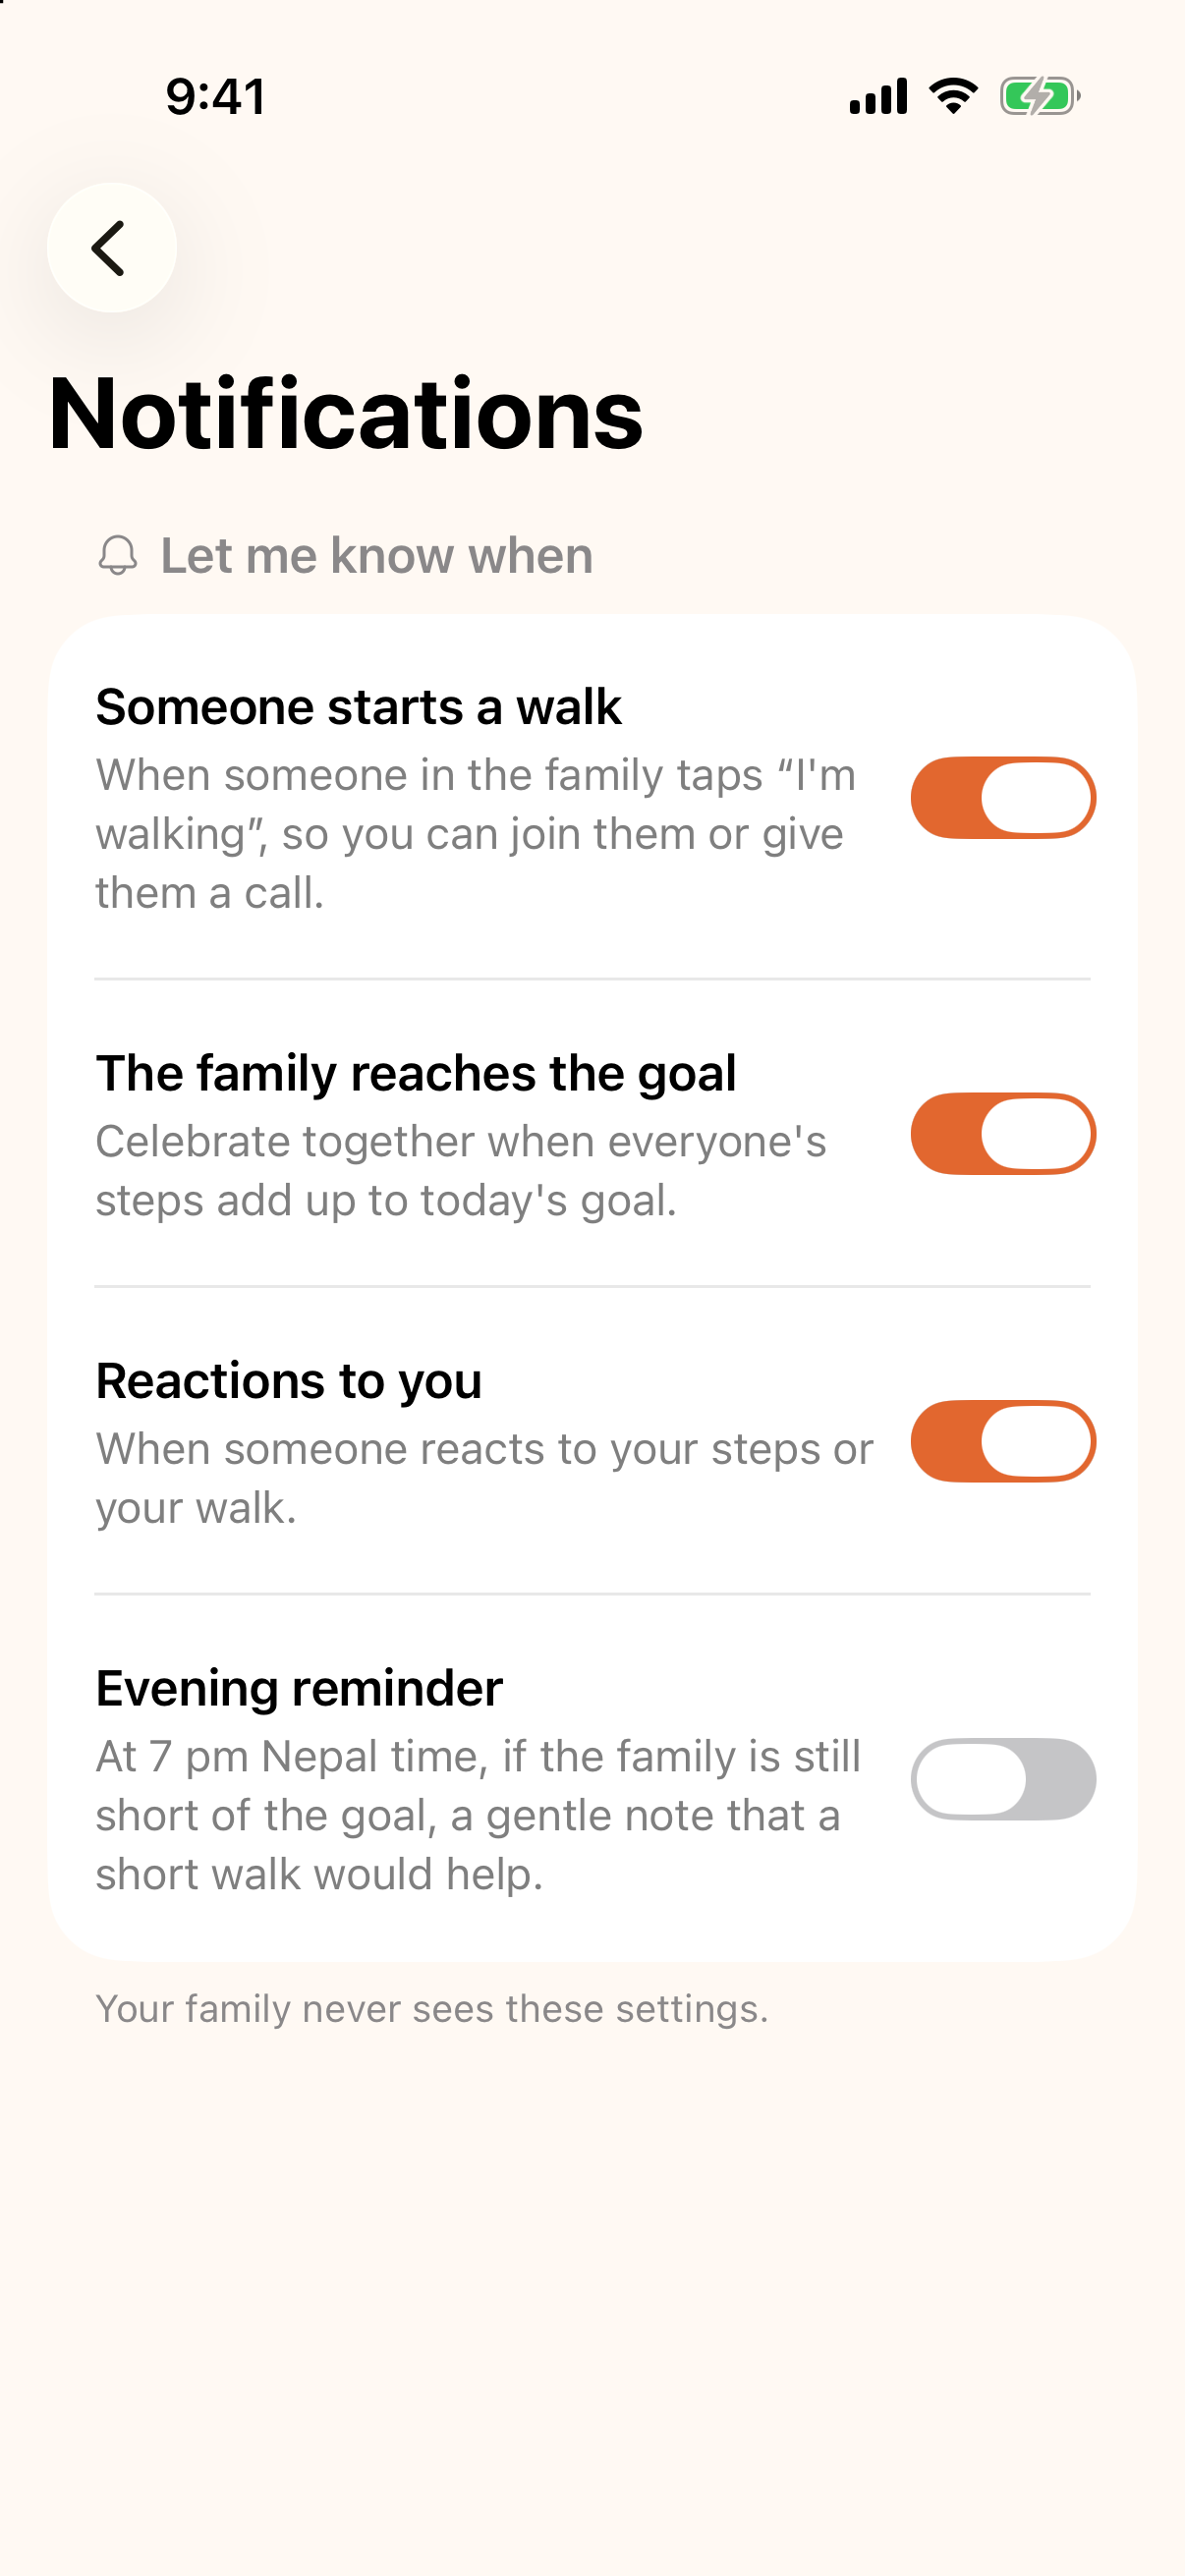 9:41
Notifications
Let me know when
Someone starts a walk
When someone in the family taps “I'm
walking”, so you can join them or give
them a call.
The family reaches the goal
Celebrate together when everyone's
steps add up to today's goal.
Reactions to you
When someone reacts to your steps or
your walk.
Evening reminder
At 7 pm Nepal time, if the family is still
short of the goal, a gentle note that a
short walk would help.
Your family never sees these settings.